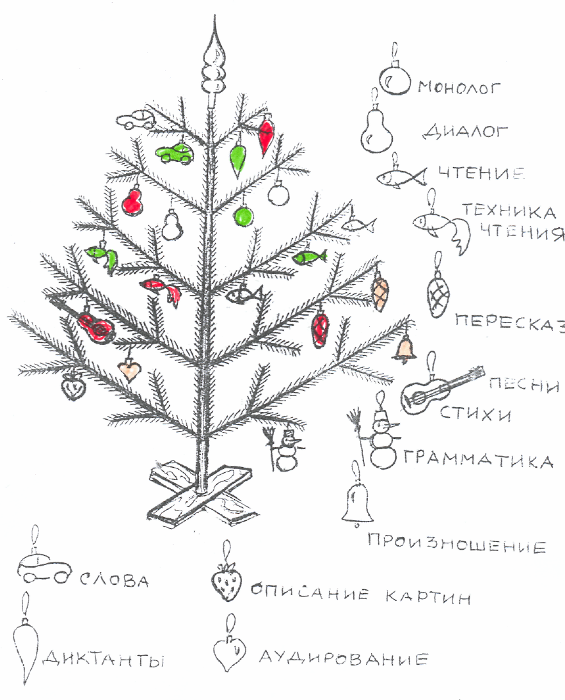 МОНОЛОГ
ДИАЛОГ
ЧТЕНИЕ
ТЕХНИКА
ЧТЕНИЯ
ПЕРЕСКАЗ
ПЕСНИ
СТИХИ
ГРАММАТИКА
ПРОИЗНОШЕНИЕ
СЛОВА
ОПИСАНИЕ КАРТИН
ДИКТАНТЫ
АУДИРОВАНИЕ